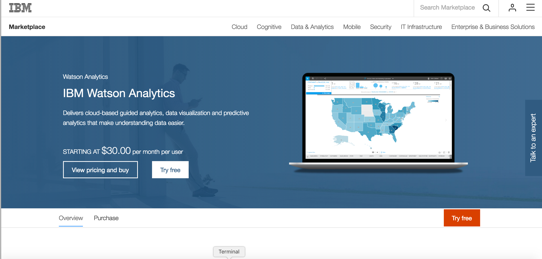 IBM
Search Marketplace
Marketplace
Cloud Cognitive Data & Analytics Mobile Security IT Infrastructure Enterprise & Business Solutions
Watson Analytics
IBM Watson Analytics
Delivers cloud-based guided analytics, data visualization and predictive
analytics that make understanding data easier.
STARTING AT $30.00 per month per user
View pricing and buy Try free
Talk to an expert
Overview Purchase Try free
Terminal